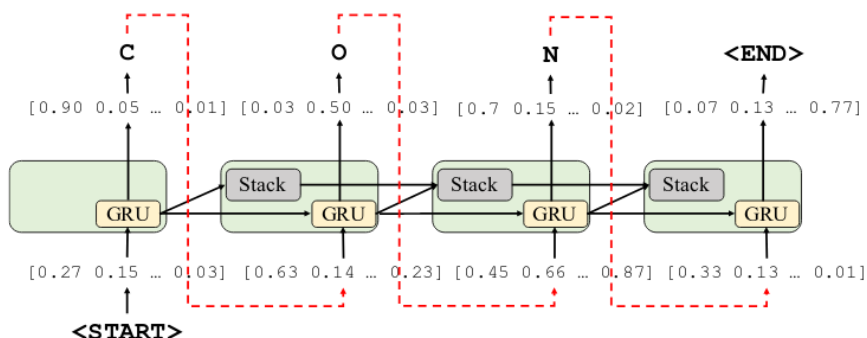 C O N <END>
[0.90 0.05 … 0.01] [0.03 0.50 … 0.03] [0.7 0.15 … 0.02] [0.07 0.13 … 0.77]
Stack Stack Stack
GRU GRU GRU GRU
[0.27 0.15 … 0.03] [0.63 0.14 … 0.23] [0.45 0.66 … 0.87] [0.33 0.13 … 0.01]
<START>